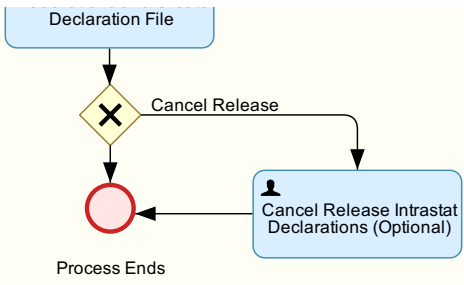 Declaration File
Cancel Release
Cancel Release Intrastat
Declarations (Optional)
Process Ends